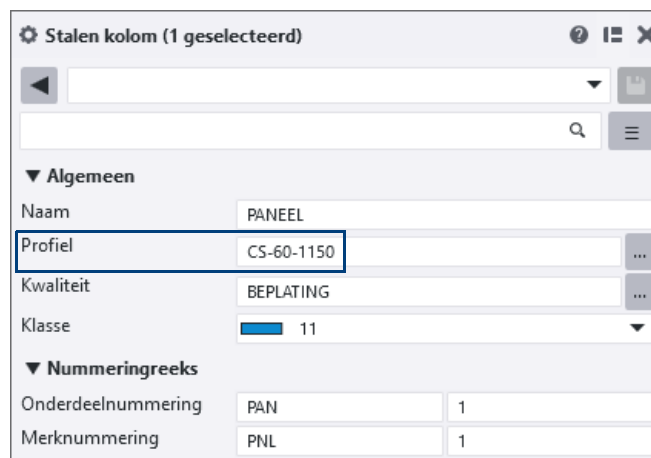 Stalen kolom (1 geselecteerd)
Algemeen
Naam PANEEL
Profiel CS-60-1150 ...
Kwaliteit BEPLATING ...
Klasse 11
Nummeringreeks
Onderdeelnummering PAN 1
Merknummering PNL 1